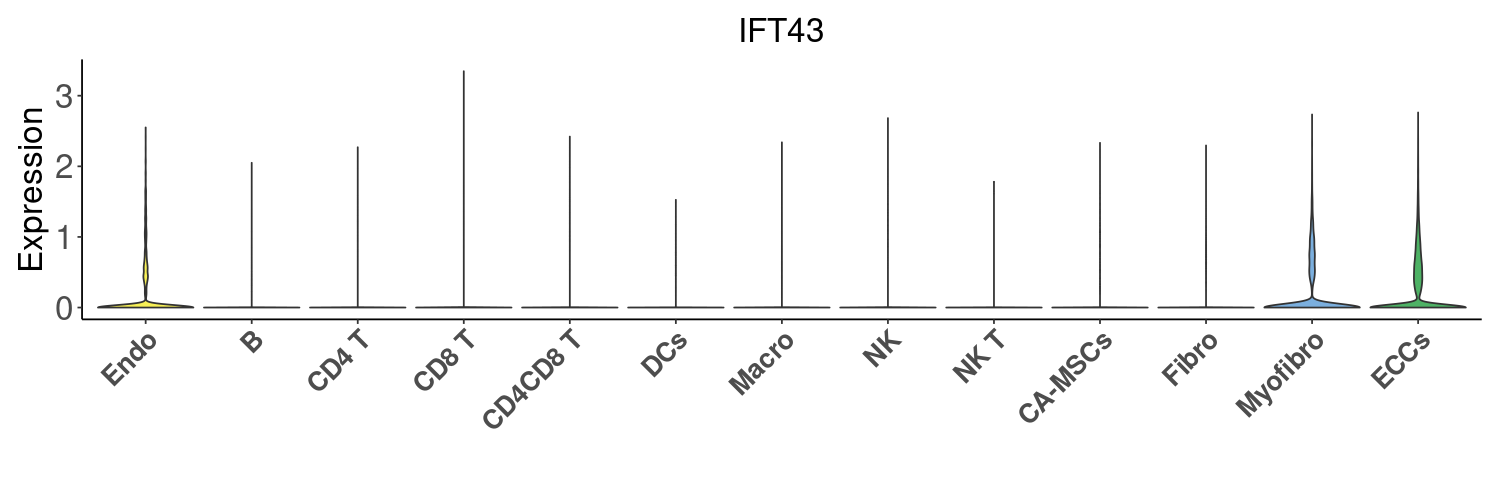 IFT43
Expression
3
2
1
0
Endo
B
CD4 T
CD8 T
CD4CD8 T
DCs
Macro
NK
NK T
CA-MSCs
Fibro
Myofibro
ECCs